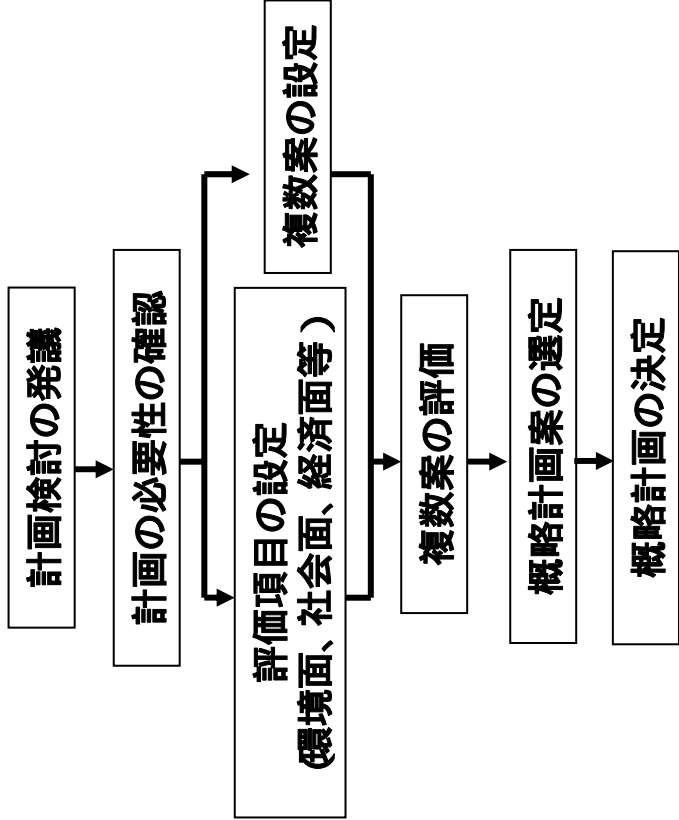 計画検討の発議
計画の必要性の確認
評価項目の設定
(環境面、社会面、経済面等)
複数案の設定
複数案の評価
概略計画案の選定
概略計画の決定